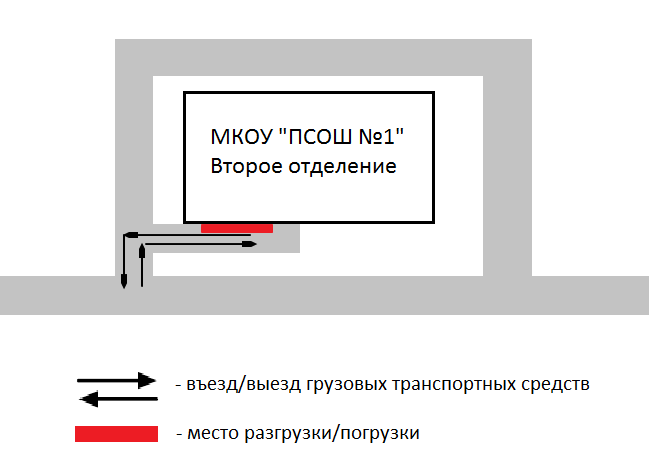 МКОУ "ПСОШ №1"
Второе отделение
- въезд/выезд грузовых транспортных средств
- место разгрузки/погрузки